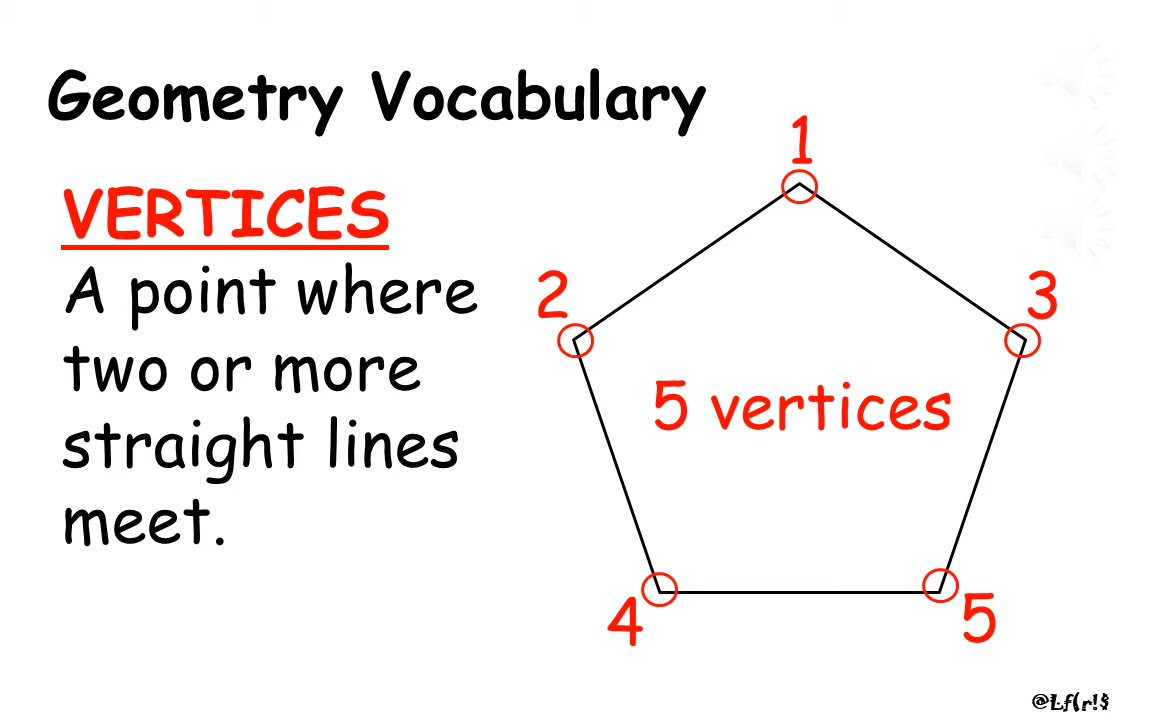 Geometry Vocabulary
VERTICES
A point where
two or more
straight lines
meet.
1
2
3
5 vertices
4
5